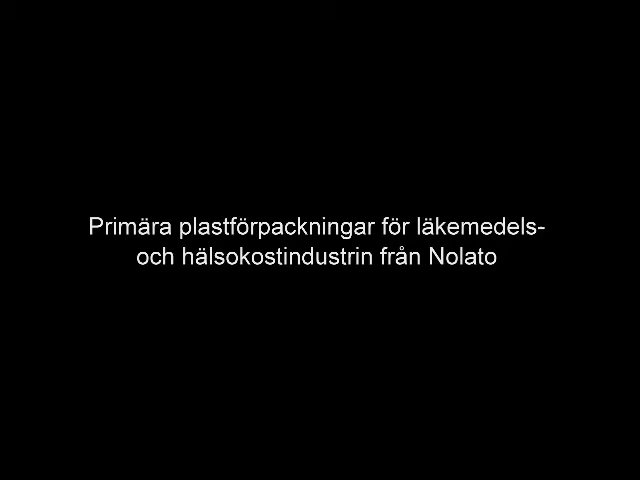 Primära plastförpackningar för läkemedels-
och hälsokostindustrin från Nolato